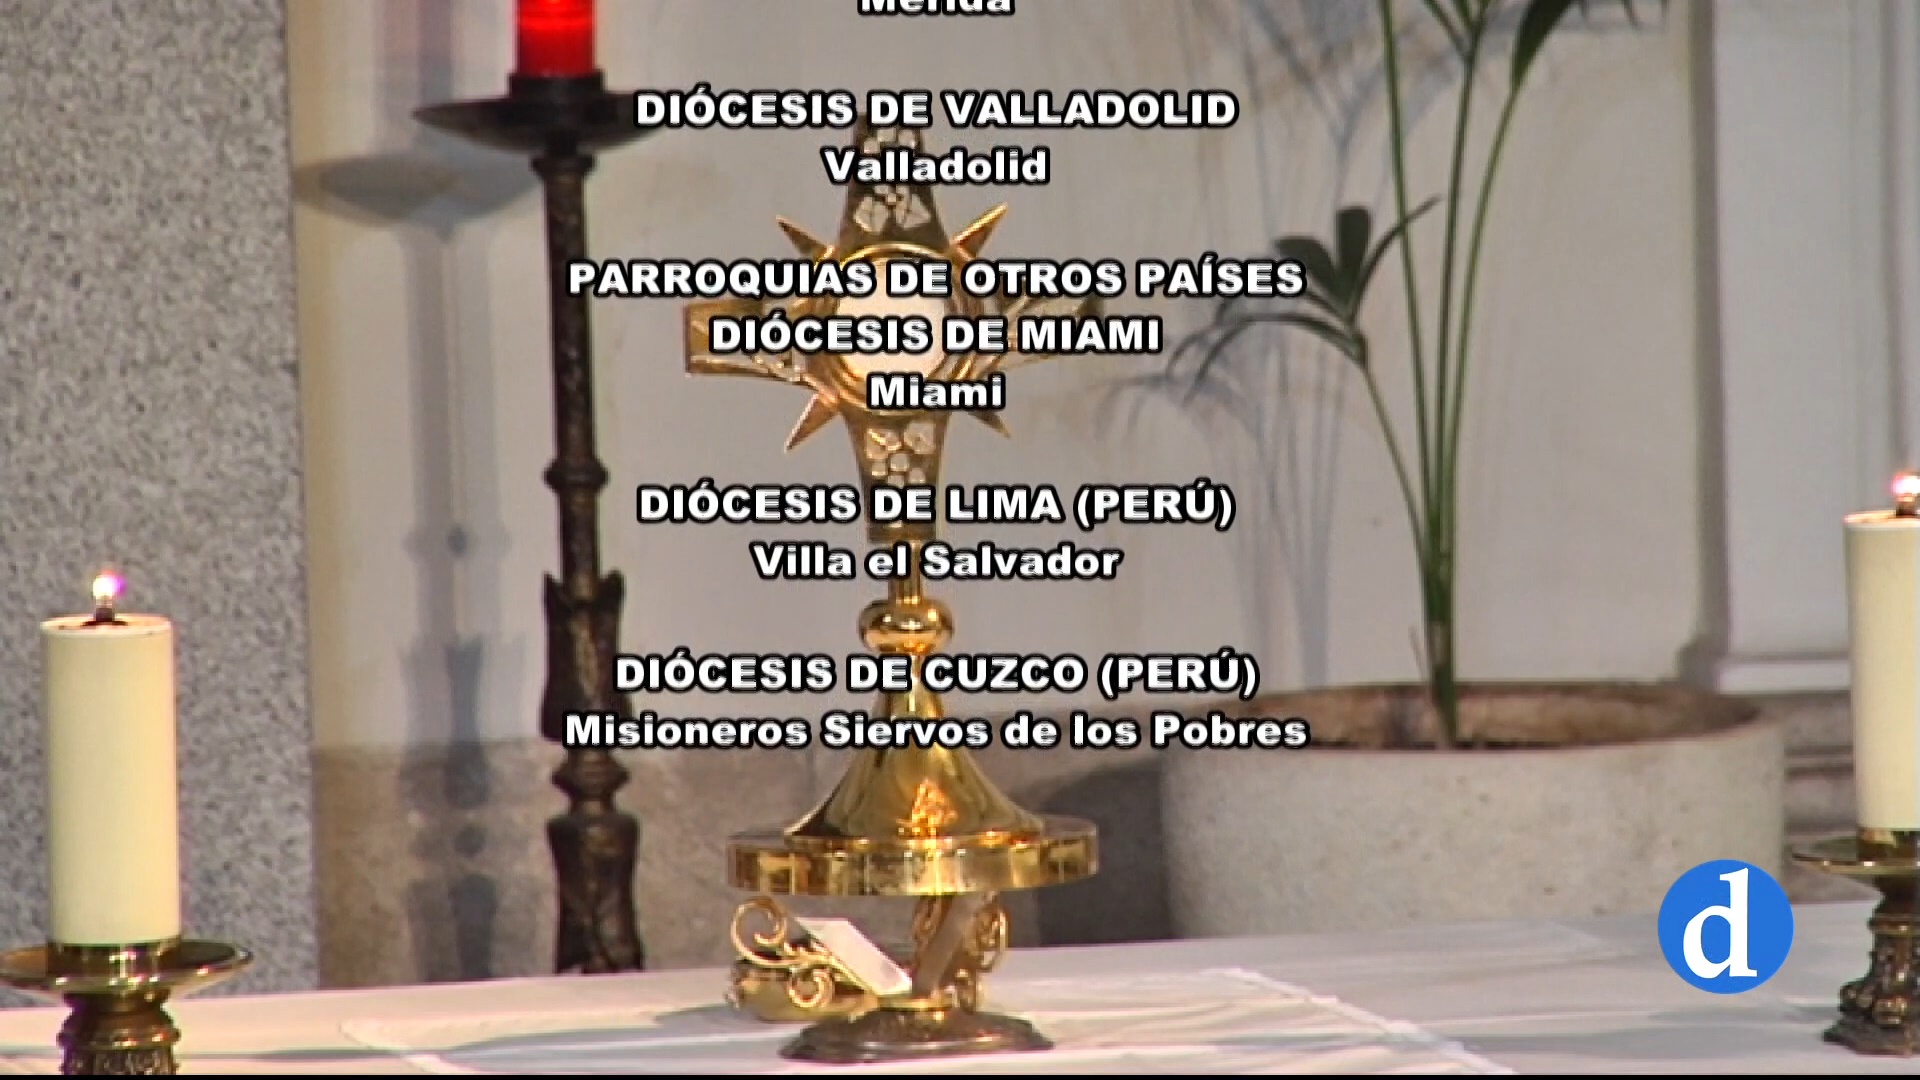 Mérida
DIÓCESIS DE VALLADOLID
Valladolid
PARROQUIAS DE OTROS PAÍSES
DIÓCESIS DE MIAMI
Miami
DIÓCESIS DE LIMA (PERÚ)
Villa el Salvador
DIÓCESIS DE CUZCO (PERÚ)
Misioneros Siervos de los Pobres
d